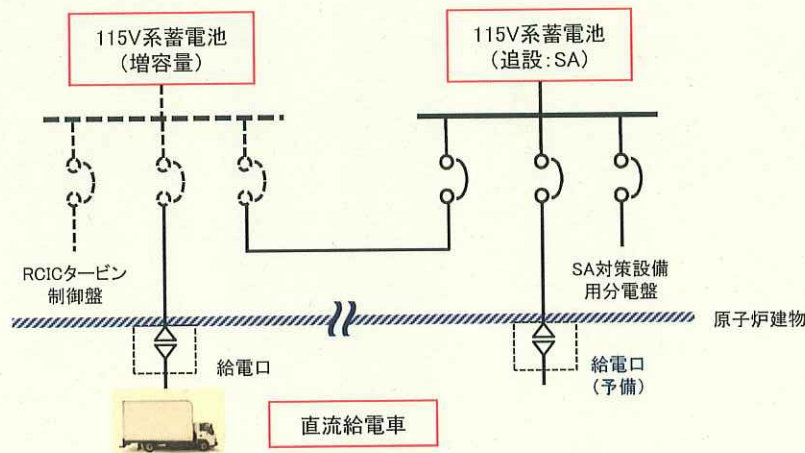 115V系蓄電池
（増容量）
115V系蓄電池
（追設：SA）
RCICタービン
制御盤
SA対策設備
用分電盤
原子炉建物
給電口
給電口
（予備）
直流給電車